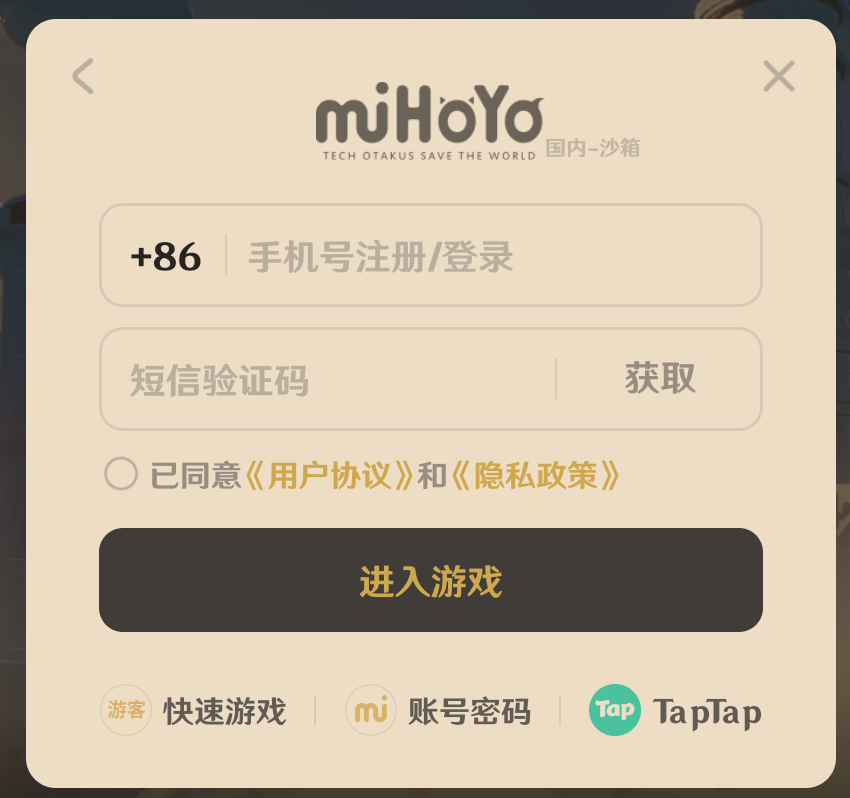 miHoYo
TECH OTAKUS SAVE THE WORLD 国内-沙箱
+86 手机号注册/登录
短信验证码 获取
已同意《用户协议》和《隐私政策》
进入游戏
游客 快速游戏 mi 账号密码 Tap TapTap